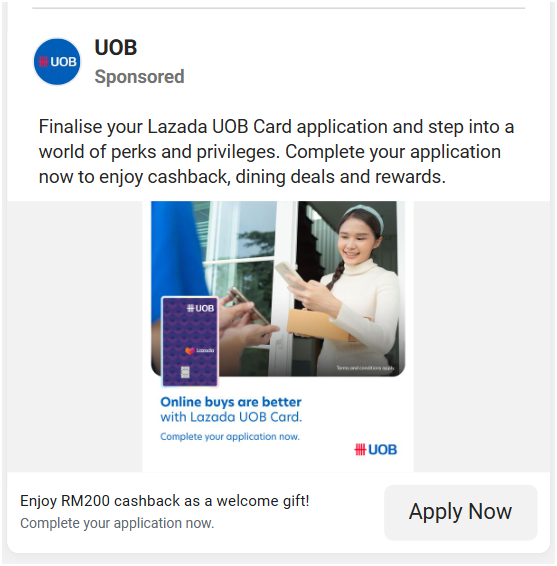 UOB
UOB
Sponsored
Finalise your Lazada UOB Card application and step into a
world of perks and privileges. Complete your application
now to enjoy cashback, dining deals and rewards.
UOB
Lazada
Terms and conditions apply
Online buys are better
with Lazada UOB Card.
Complete your application now.
UOB
Enjoy RM200 cashback as a welcome gift!
Complete your application now.
Apply Now